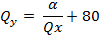 Q_y = α/Qx + 80